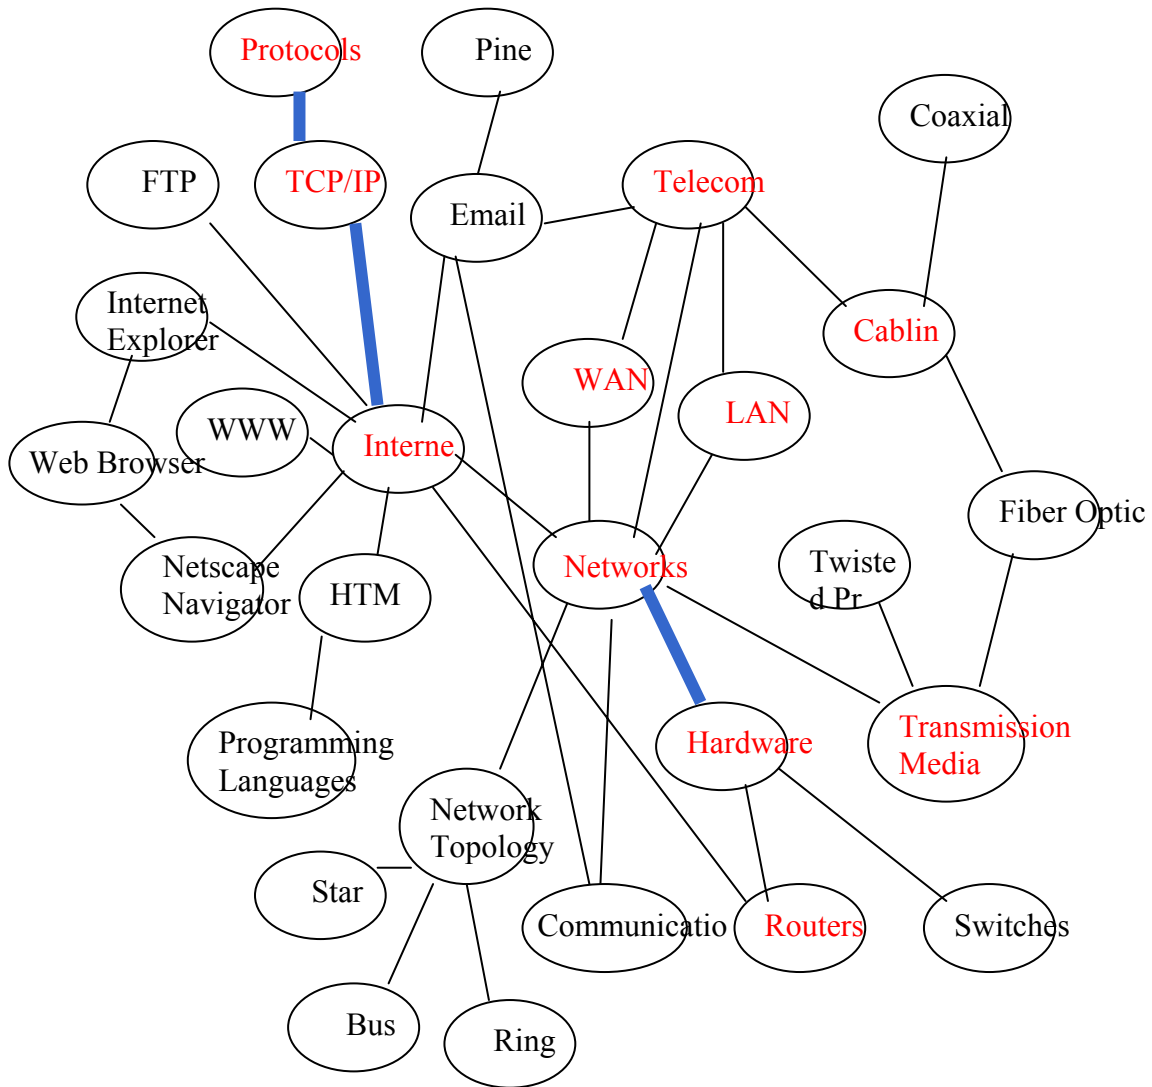 Protocols
Pine
Coaxial
FTP
TCP/IP
Telecom
Email
Internet
Explorer
Cablin
WAN
LAN
WWW
Interne
Web Browser
Fiber Optic
Netscape
Navigator
HTM
Networks
Twiste
d Pr
Programming
Languages
Hardware
Transmission
Media
Network
Topology
Star
Communicatio
Routers
Switches
Bus
Ring